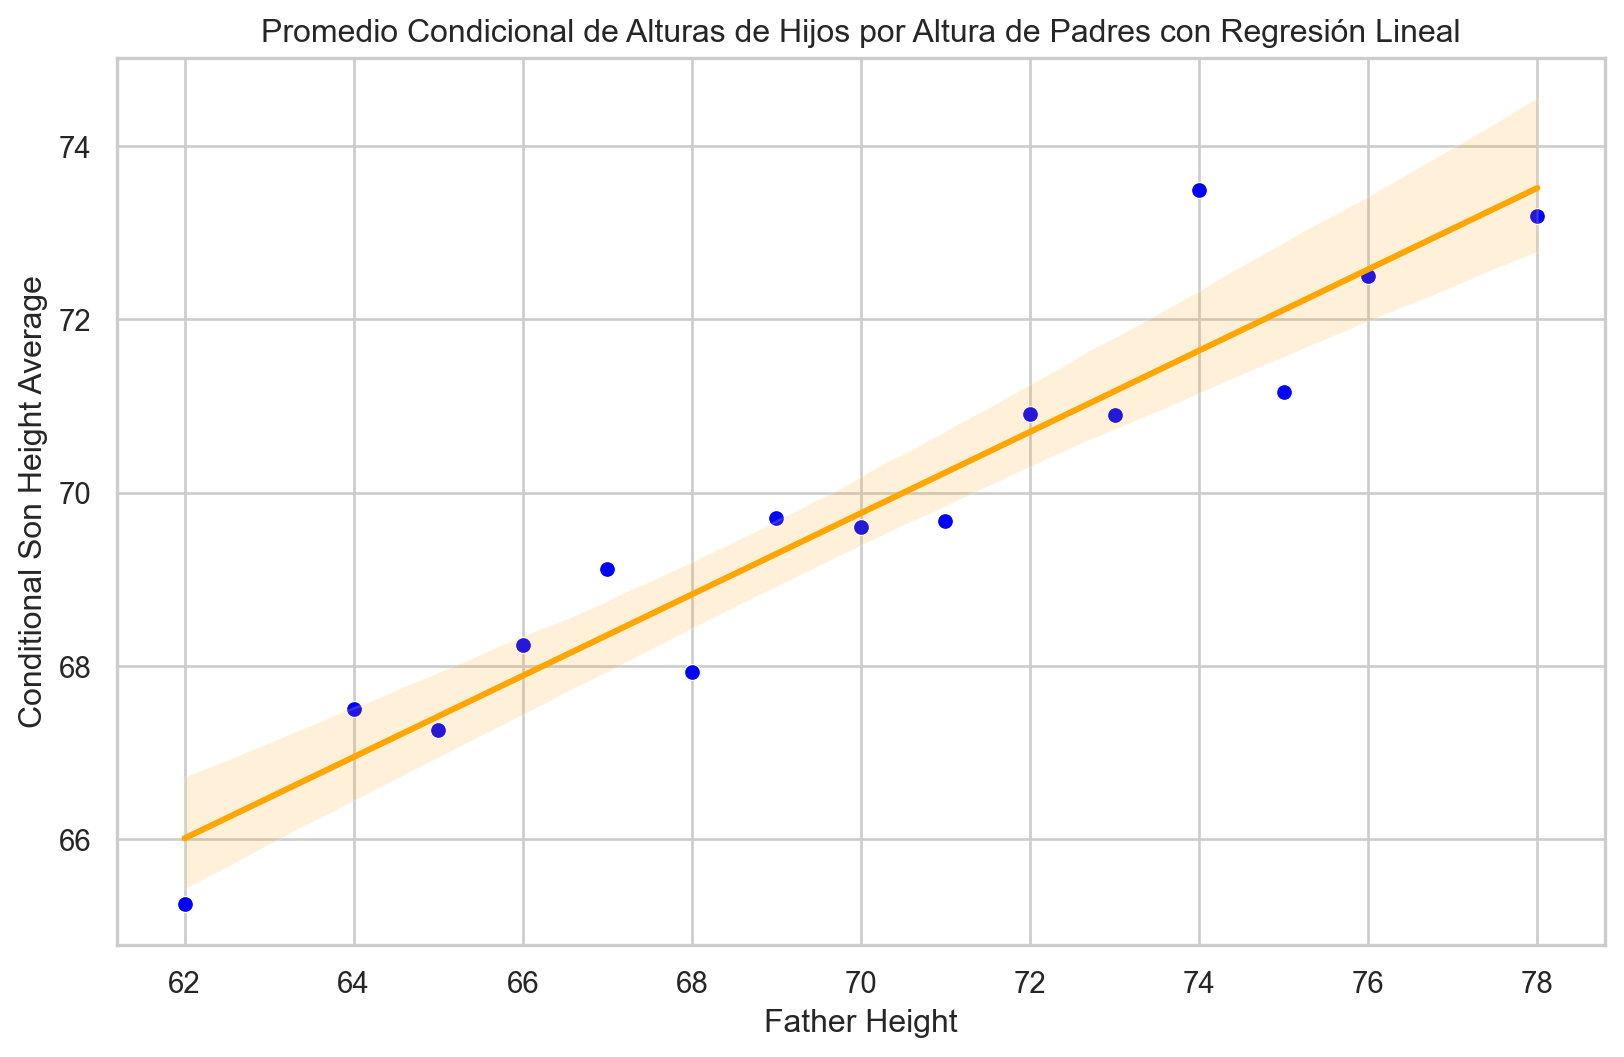 Promedio Condicional de Alturas de Hijos por Altura de Padres con Regresión Lineal
Conditional Son Height Average
74
72
70
68
66
62 64 66 68 70 72 74 76 78
Father Height